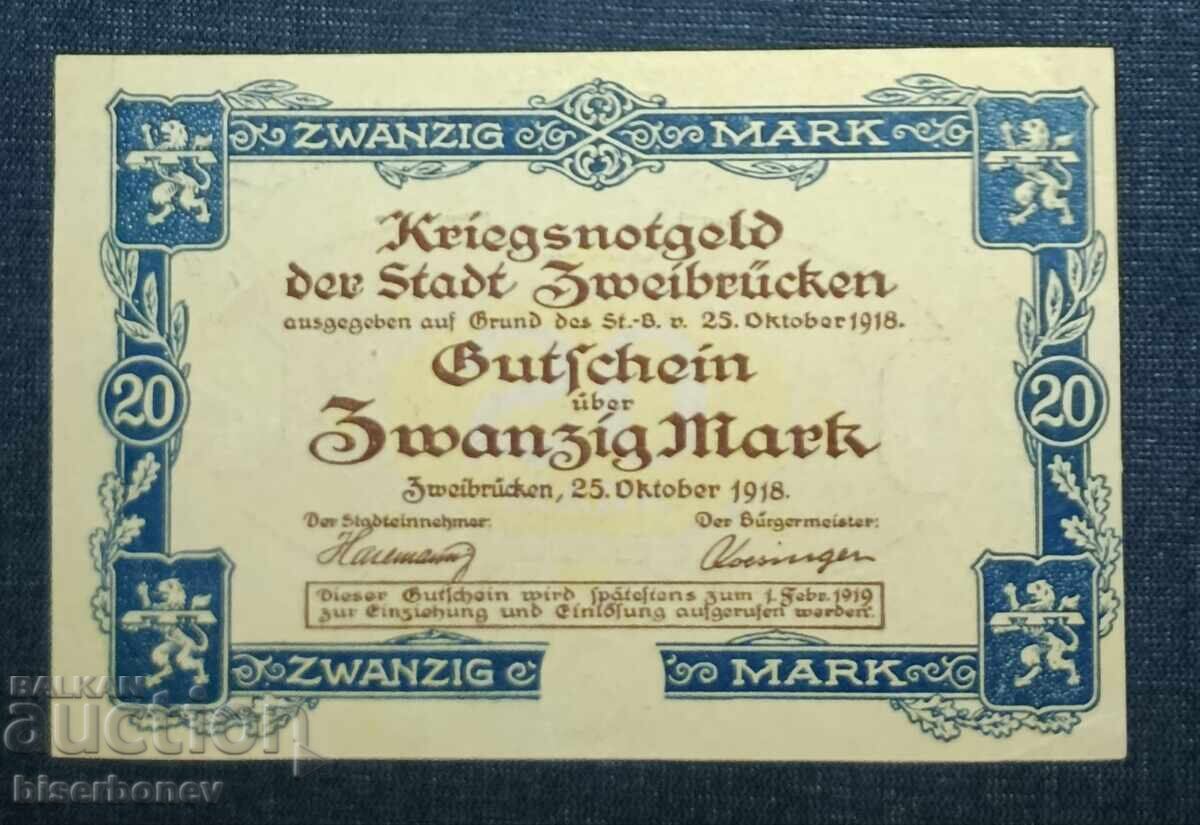 ZWANZIG MARK
Kriegsnotgeld
der Stadt Zweibrücken
ausgegeben auf Grund des St.-B. v. 25. Oktober 1918.
Gutschein
über
20 Zwanzig Mark 20
Zweibrücken, 25. Oktober 1918.
Der Stadteinnehmer: Der Bürgermeister:
Roesinger
Dieser Gutschein wird spätestens zum 1. Febr. 1919
zur Einziehung und Einlösung aufgerufen werden.
ZWANZIG MARK
BALKAN
auction
biserbonev